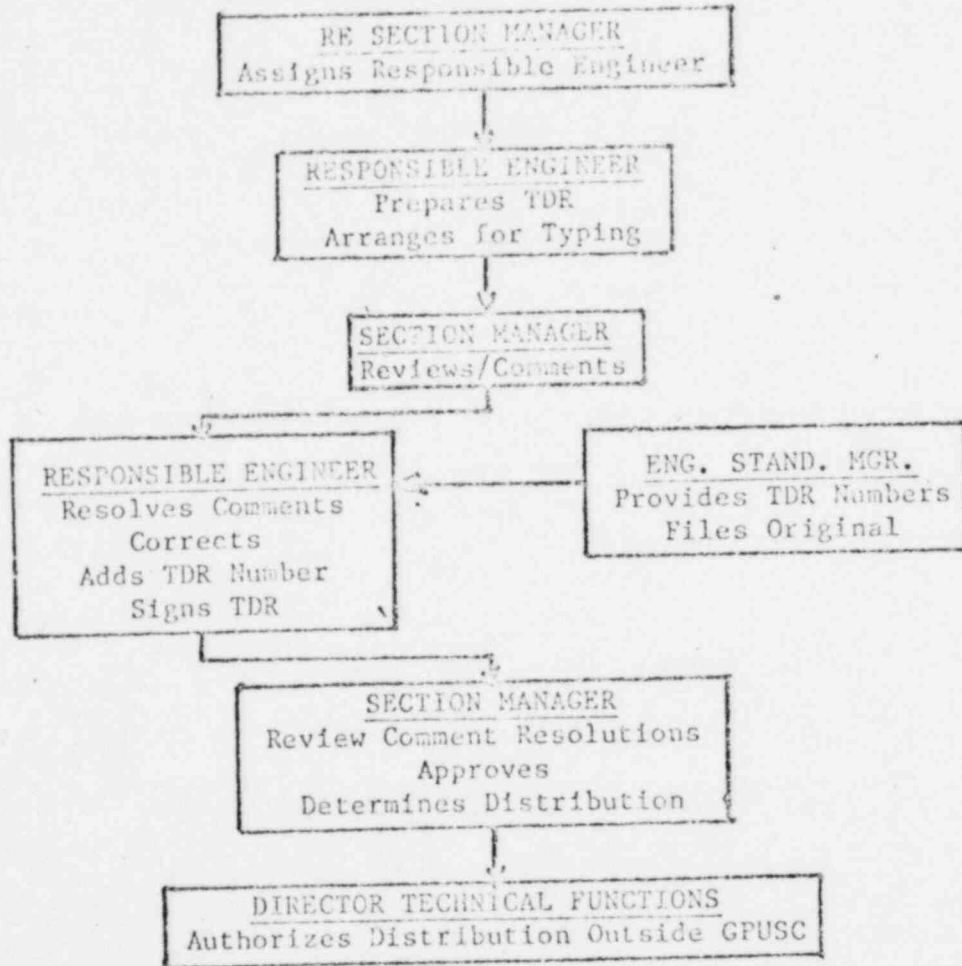 RE SECTION MANAGER
Assigns Responsible Engineer
RESPONSIBLE ENGINEER
Prepares TDR
Arranges for Typing
SECTION MANAGER
Reviews/Comments
RESPONSIBLE ENGINEER
Resolves Comments
Corrects
Adds TDR Number
Signs TDR
ENG. STAND. MGR.
Provides TDR Numbers
Files Original
SECTION MANAGER
Review Comment Resolutions
Approves
Determines Distribution
DIRECTOR TECHNICAL FUNCTIONS
Authorizes Distribution Outside GPUSC